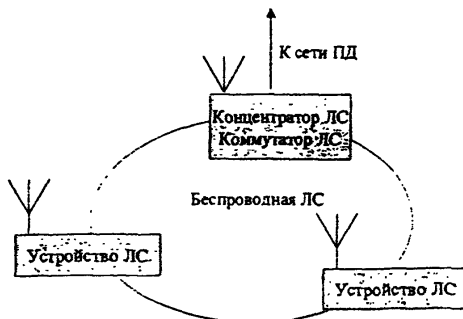 К сети ПД
Концентратор ЛС
Коммутатор ЛС
Беспроводная ЛС
Устройство ЛС.
Устройство ЛС